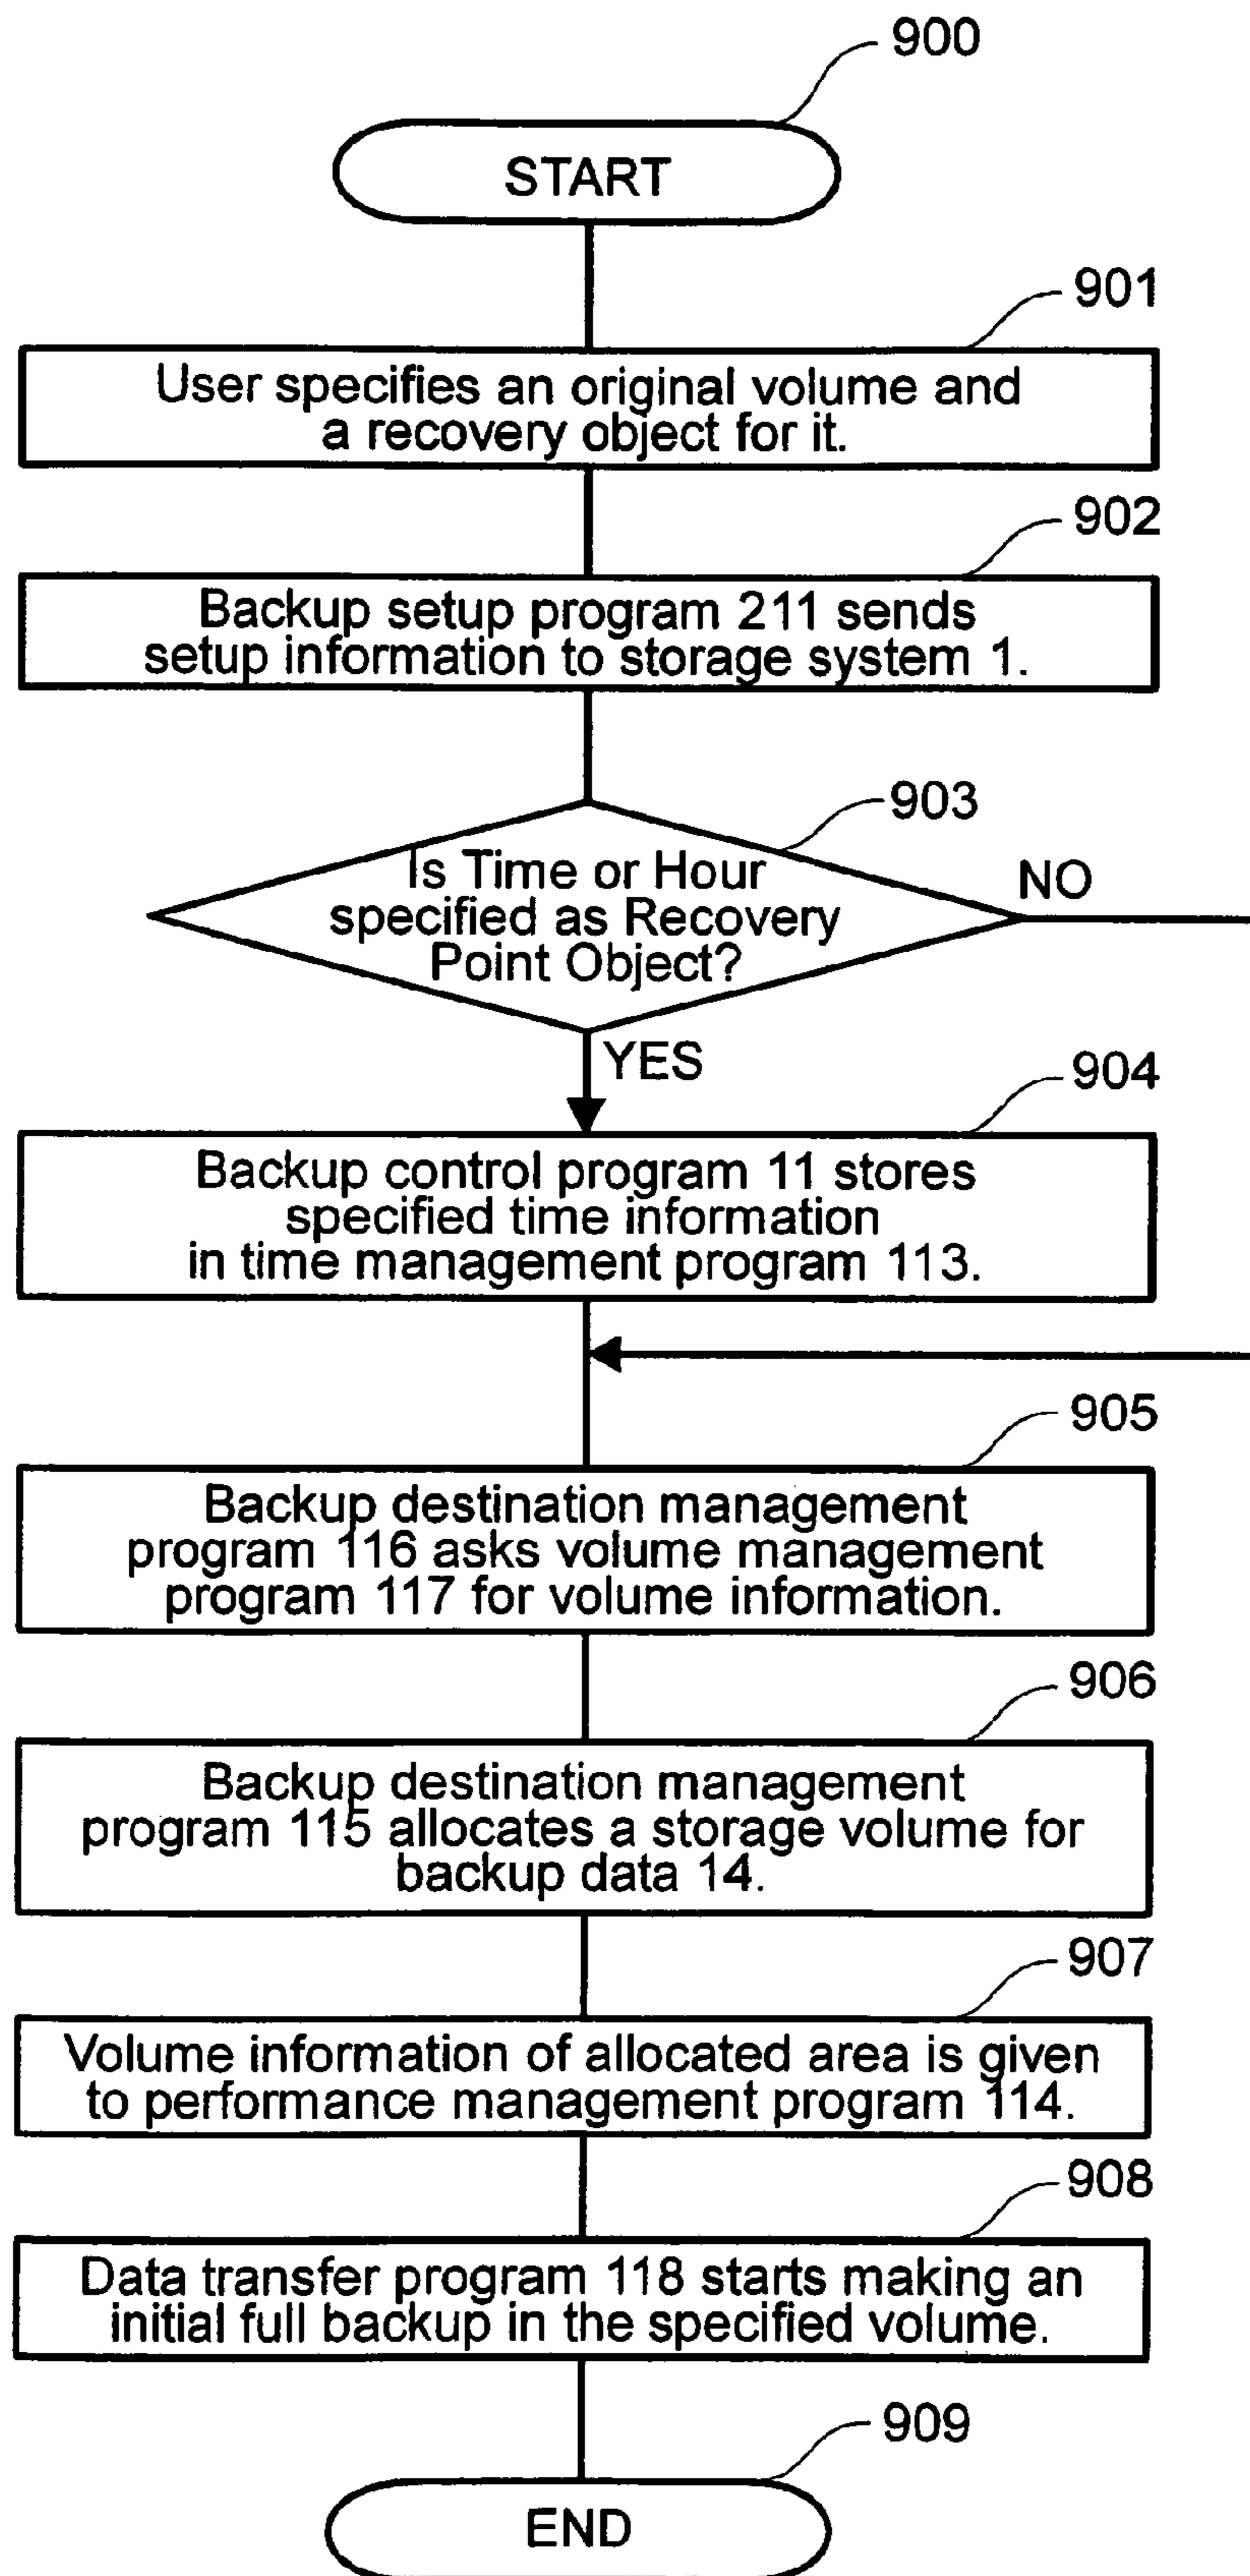 900
START
901
User specifies an original volume and
a recovery object for it.
902
Backup setup program 211 sends
setup information to storage system 1.
903
Is Time or Hour
specified as Recovery
Point Object?
NO
YES
904
Backup control program 11 stores
specified time information
in time management program 113.
905
Backup destination management
program 116 asks volume management
program 117 for volume information.
906
Backup destination management
program 115 allocates a storage volume for
backup data 14.
907
Volume information of allocated area is given
to performance management program 114.
908
Data transfer program 118 starts making an
initial full backup in the specified volume.
909
END